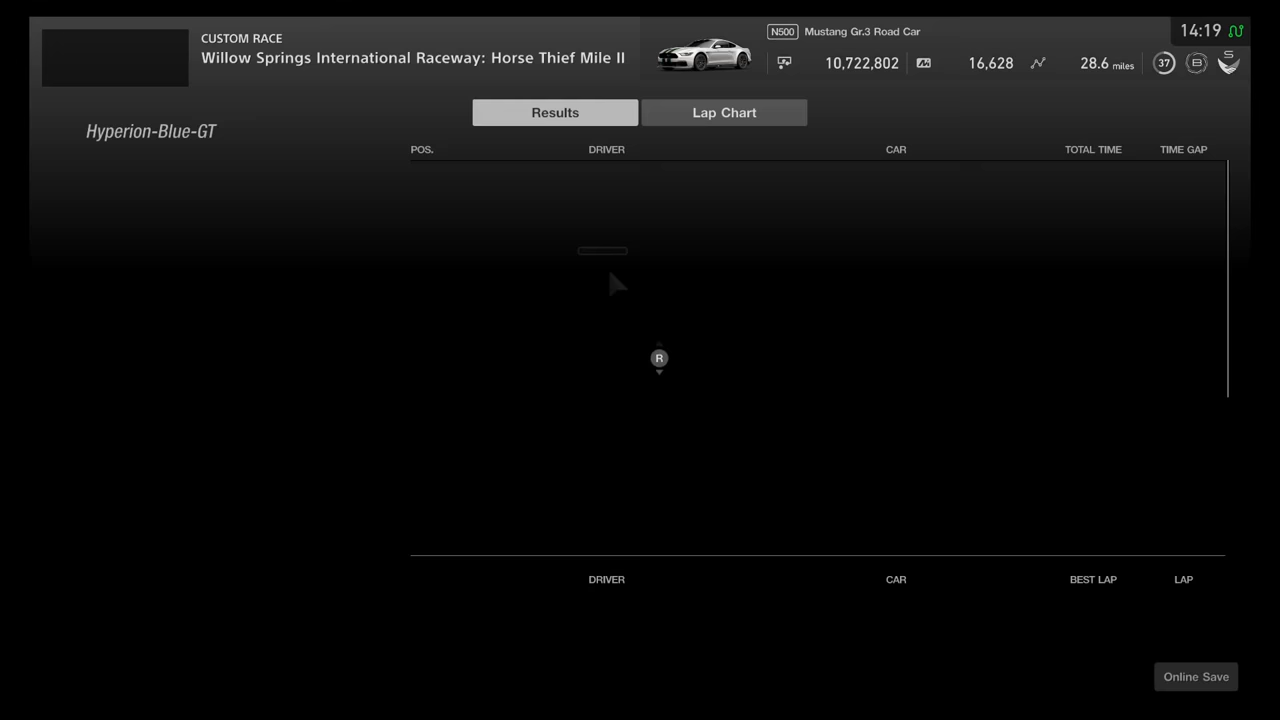 CUSTOM RACE
Willow Springs International Raceway: Horse Thief Mile II
N500 Mustang Gr.3 Road Car
10,722,802 16,628 28.6 miles 37 B S
14:19
Results Lap Chart
Hyperion-Blue-GT
POS. DRIVER CAR TOTAL TIME TIME GAP
R
DRIVER CAR BEST LAP LAP
Online Save